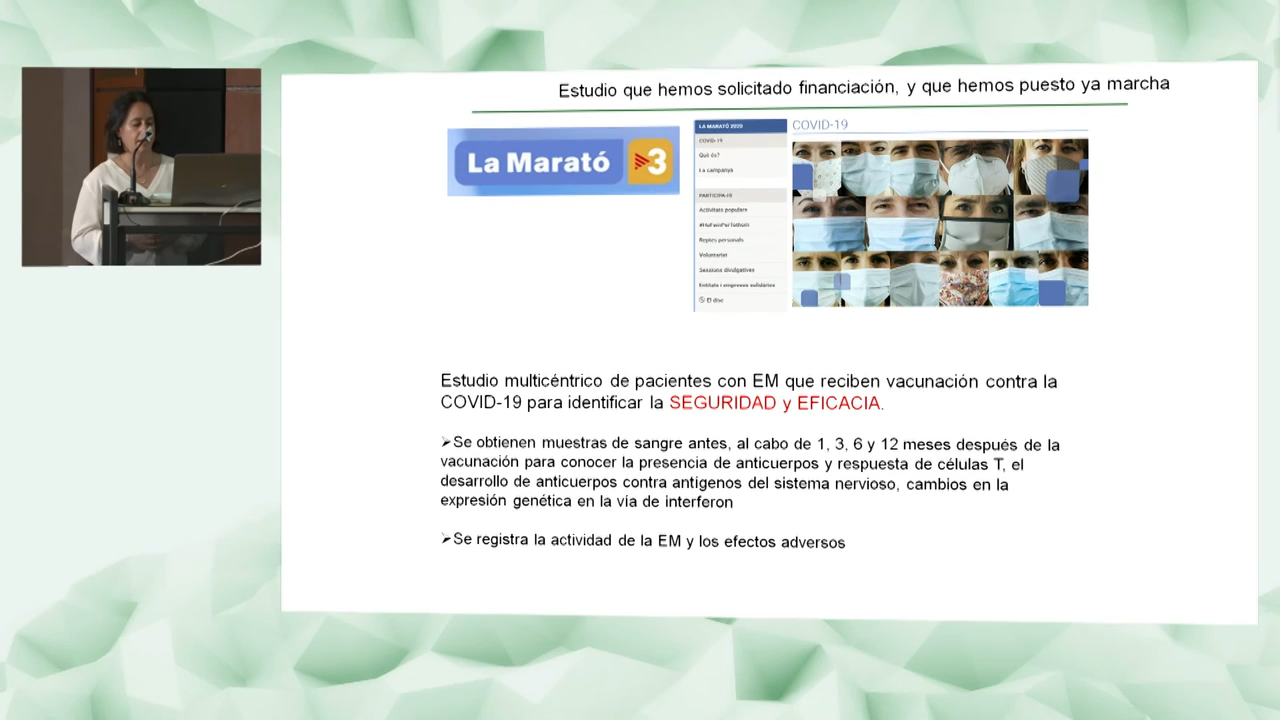 Estudio que hemos solicitado financiación, y que hemos puesto ya marcha
La Marató 3
LA MARATÓ 2020
COVID-19
Què és?
La campanya
PARTICIPA-HI
Activitats populars
#HoFemPerTothom
Reptes personals
Voluntariat
Sessions divulgatives
Entitats i empreses solidàries
El disc
COVID-19
Estudio multicéntrico de pacientes con EM que reciben vacunación contra la
COVID-19 para identificar la SEGURIDAD y EFICACIA.
➢Se obtienen muestras de sangre antes, al cabo de 1, 3, 6 y 12 meses después de la
vacunación para conocer la presencia de anticuerpos y respuesta de células T, el
desarrollo de anticuerpos contra antígenos del sistema nervioso, cambios en la
expresión genética en la vía de interferon
➢Se registra la actividad de la EM y los efectos adversos